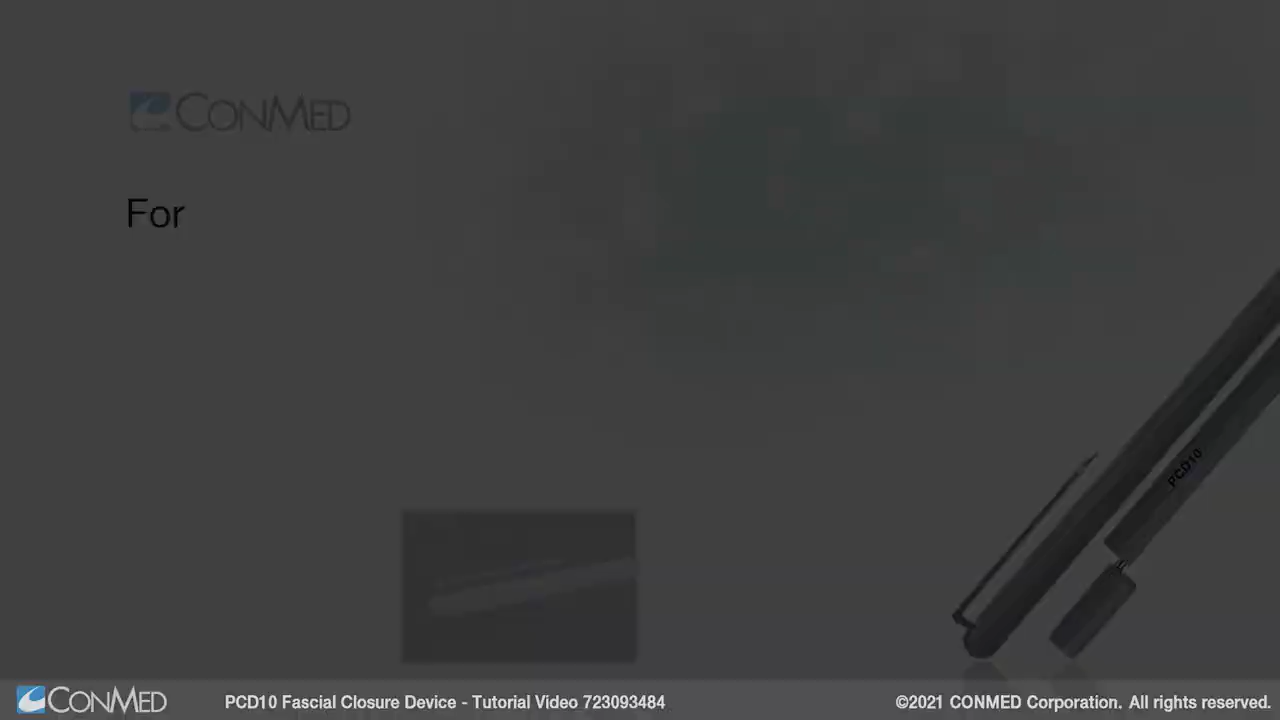 CONMED
For
PCD10
CONMED
PCD10 Fascial Closure Device - Tutorial Video 723093484
©2021 CONMED Corporation. All rights reserved.